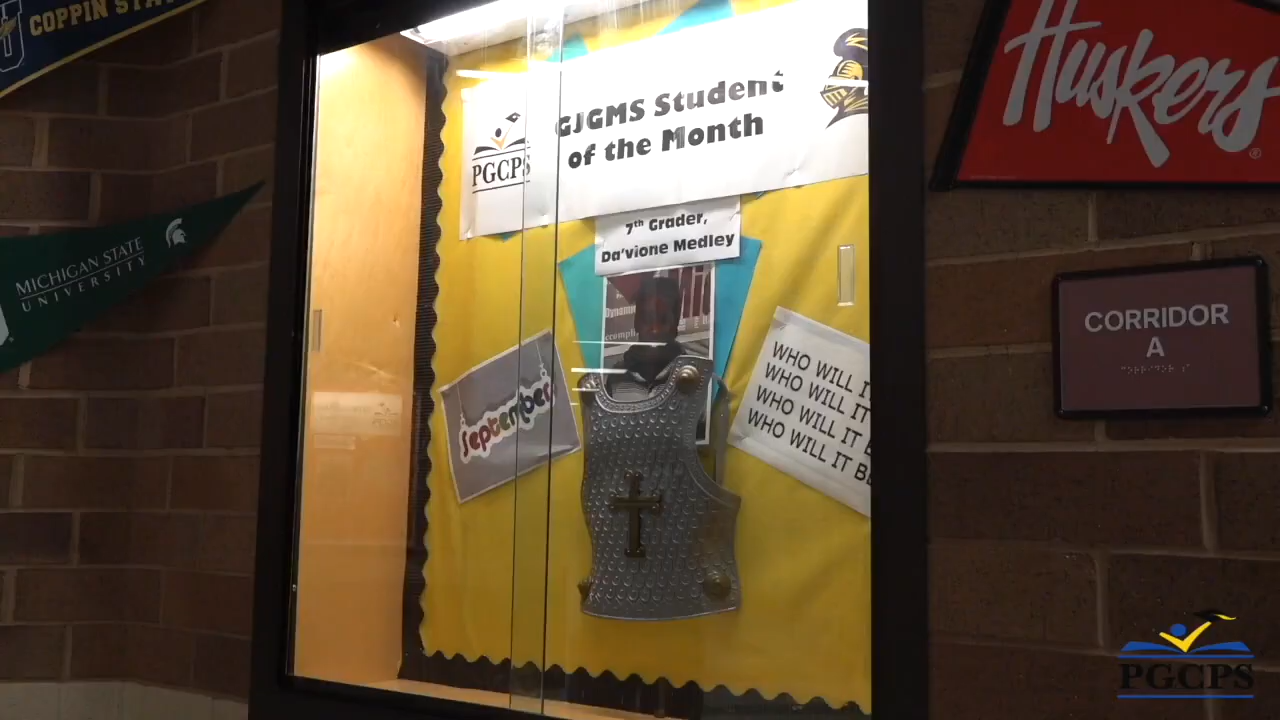 COPPIN STA
MICHIGAN STATE
UNIVERSITY
PGCPS
GJGMS Student
of the Month
7th Grader,
Da'vione Medley
September
WHO WILL IT
WHO WILL IT
WHO WILL IT B
WHO WILL IT BE
Huskers
®
CORRIDOR
A
PGCPS